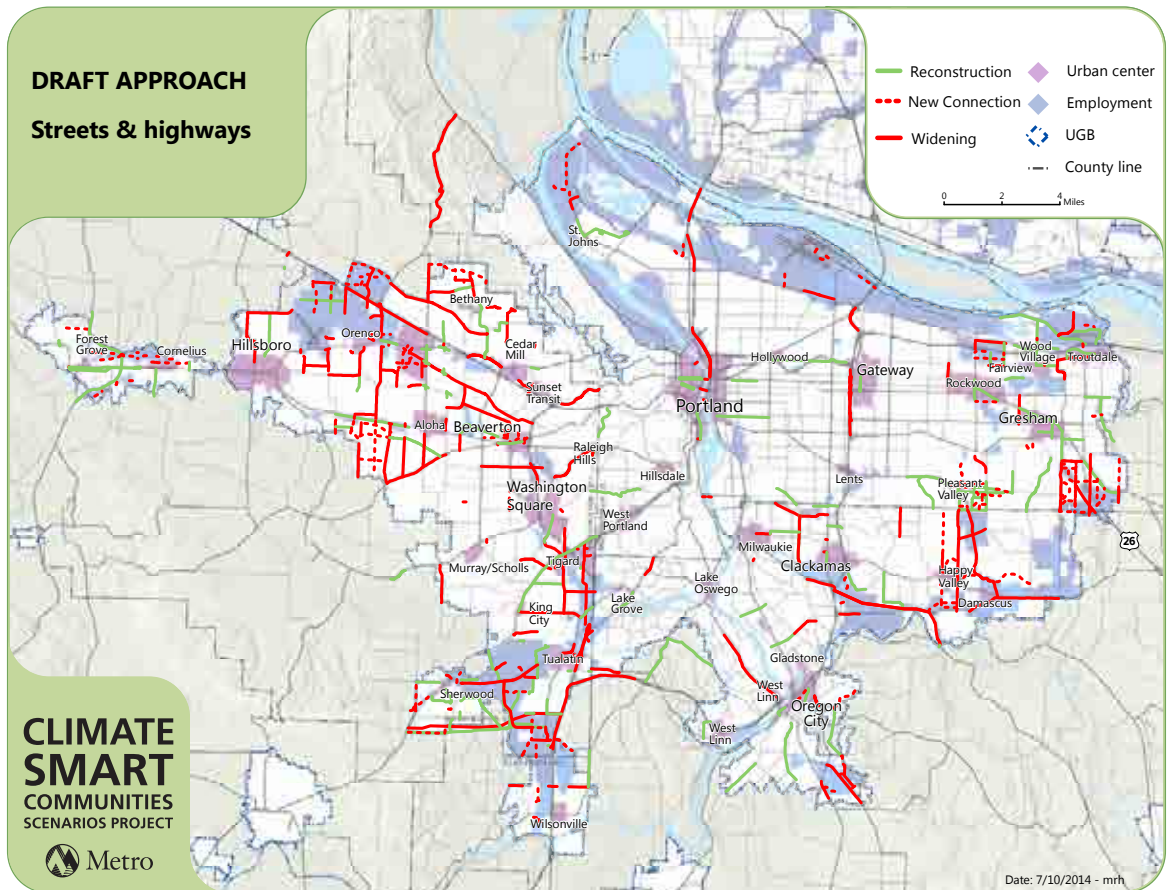 DRAFT APPROACH
Streets & highways
Reconstruction
New Connection
Widening
Urban center
Employment
UGB
County line
0 2 4
Miles
St.
Johns
Bethany
Forest
Grove
Cornelius
Hillsboro
Orenco
Cedar
Mill
Sunset
Transit
Hollywood
Gateway
Wood
Village
Troutdale
Fairview
Rockwood
Portland
Gresham
Aloha
Beaverton
Raleigh
Hills
Hillsdale
Lents
Pleasant
Valley
Washington
Square
West
Portland
26
Milwaukie
Clackamas
Tigard
Murray/Scholls
Happy
Valley
Damascus
Lake
Oswego
Lake
Grove
King
City
Tualatin
Gladstone
Sherwood
West
Linn
Oregon
City
West
Linn
Wilsonville
CLIMATE
SMART
COMMUNITIES
SCENARIOS PROJECT
Metro
Date: 7/10/2014 - mrh